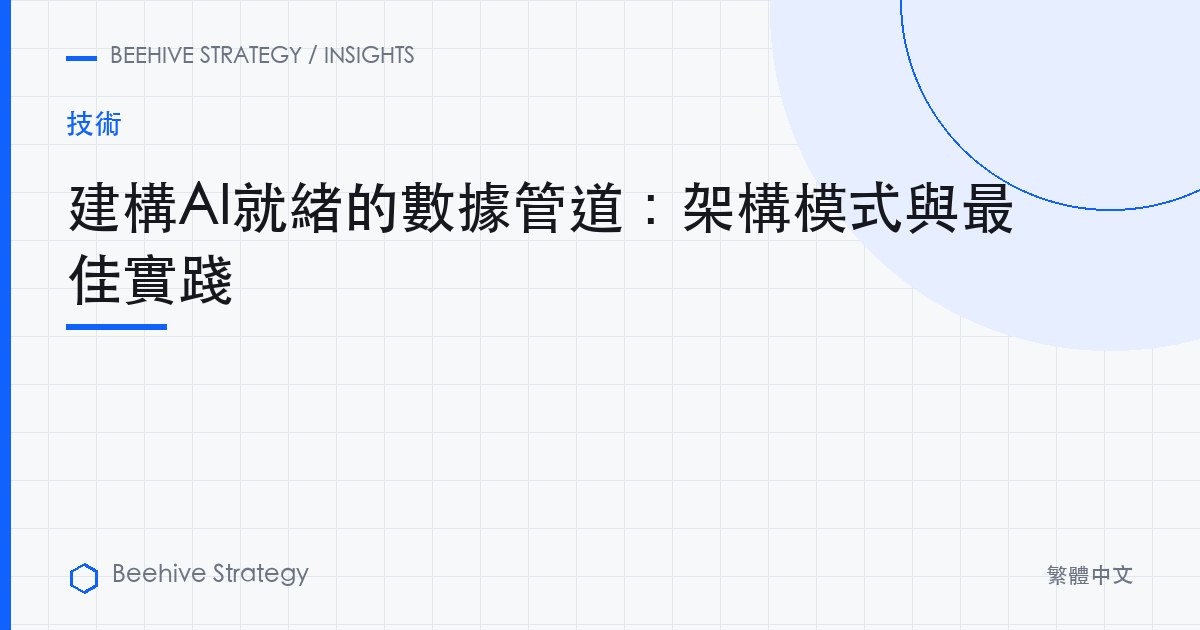 BEEHIVE STRATEGY / INSIGHTS
技術
建構AI就緒的數據管道：架構模式與最
佳實踐
Beehive Strategy
繁體中文